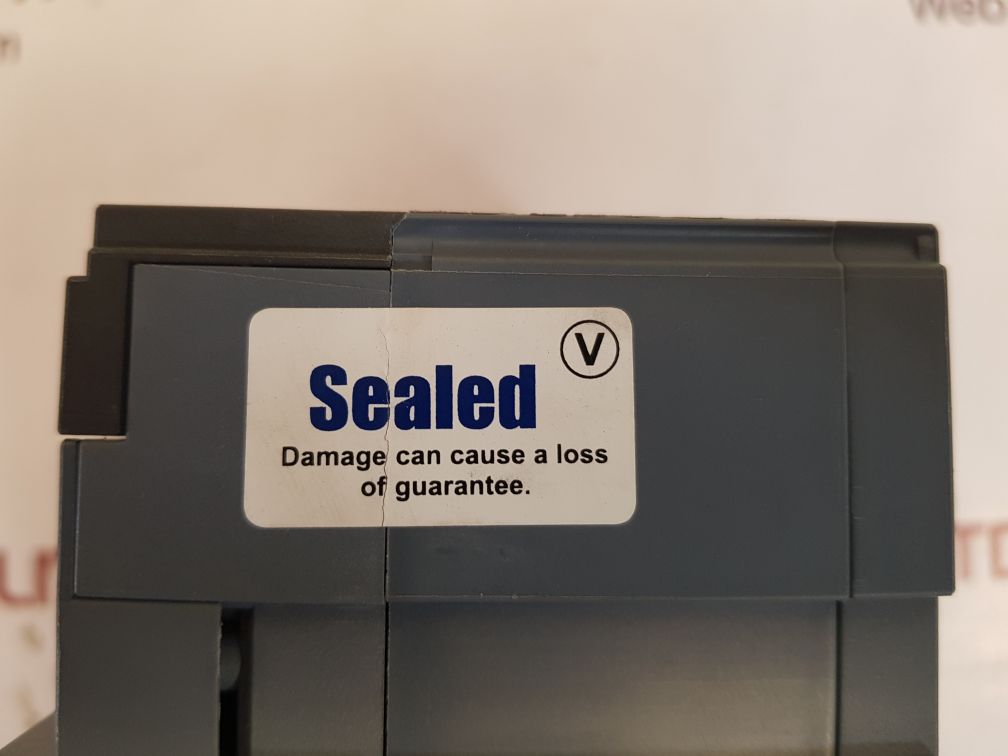 V
Sealed
Damage can cause a loss
of guarantee.